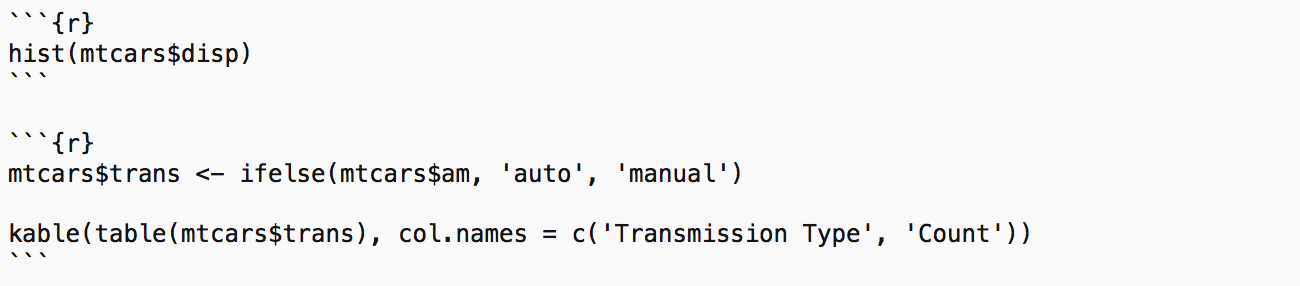 ```{r}
hist(mtcars$disp)
```
```{r}
mtcars$trans <- ifelse(mtcars$am, 'auto', 'manual')
kable(table(mtcars$trans), col.names = c('Transmission Type', 'Count'))
```